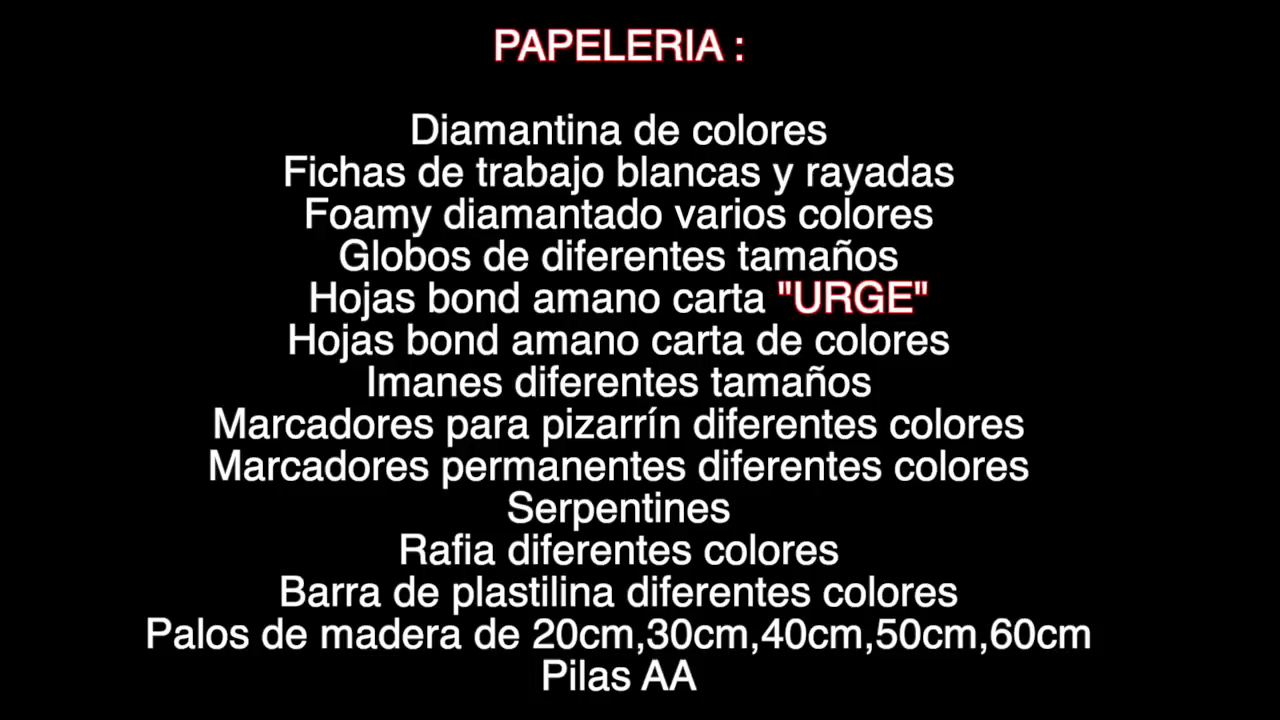 PAPELERIA :
Diamantina de colores
Fichas de trabajo blancas y rayadas
Foamy diamantado varios colores
Globos de diferentes tamaños
Hojas bond amano carta "URGE"
Hojas bond amano carta de colores
Imanes diferentes tamaños
Marcadores para pizarrín diferentes colores
Marcadores permanentes diferentes colores
Serpentines
Rafia diferentes colores
Barra de plastilina diferentes colores
Palos de madera de 20cm,30cm,40cm,50cm,60cm
Pilas AA